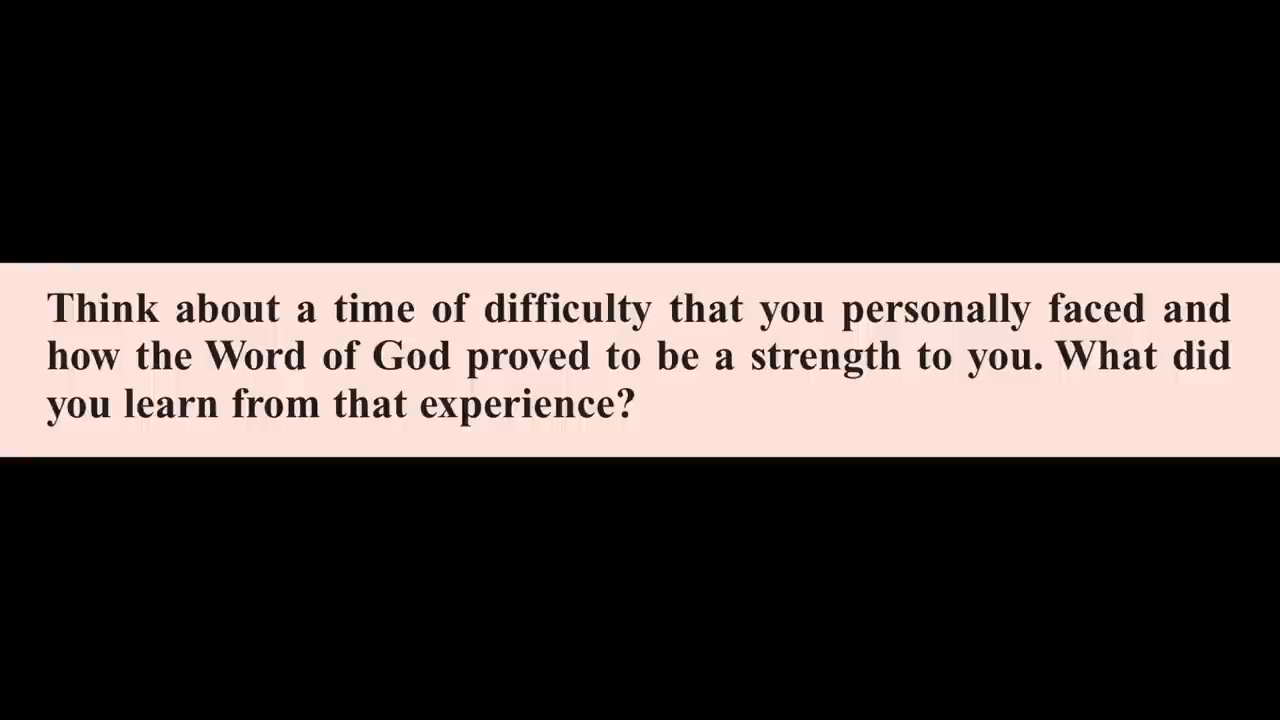 Think about a time of difficulty that you personally faced and
how the Word of God proved to be a strength to you. What did
you learn from that experience?